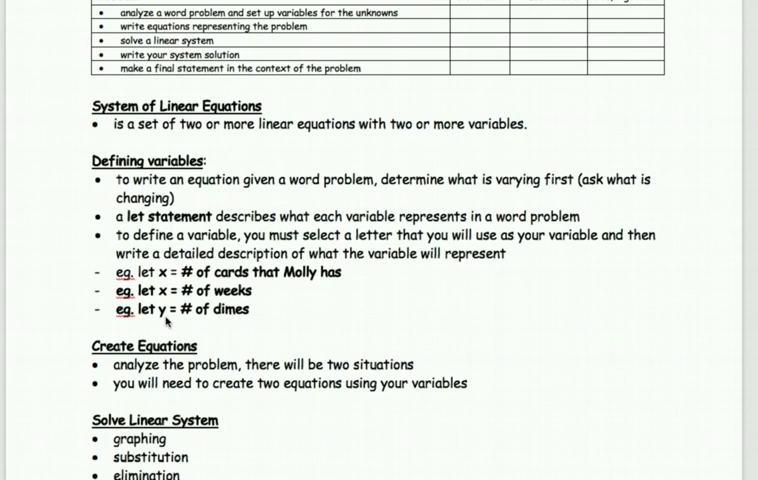 • analyze a word problem and set up variables for the unknowns
• write equations representing the problem
• solve a linear system
• write your system solution
• make a final statement in the context of the problem
System of Linear Equations
• is a set of two or more linear equations with two or more variables.
Defining variables:
• to write an equation given a word problem, determine what is varying first (ask what is
changing)
• a let statement describes what each variable represents in a word problem
• to define a variable, you must select a letter that you will use as your variable and then
write a detailed description of what the variable will represent
- eg. let x = # of cards that Molly has
- eg. let x = # of weeks
- eg. let y = # of dimes
Create Equations
• analyze the problem, there will be two situations
• you will need to create two equations using your variables
Solve Linear System
• graphing
• substitution
• elimination